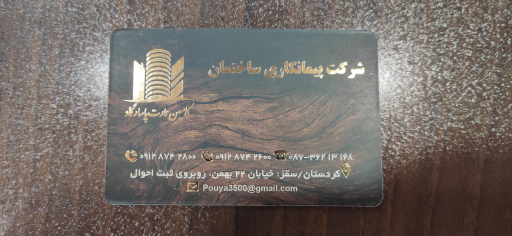 شرکت پیمانکاری ساختمان
۰۹۱۲ ۸۷۴ ۲۸۰۰ ۰۹۱۲ ۸۷۴ ۲۶۰۰ ۰۸۷-۳۶۲ ۱۳ ۱۶۸
کردستان/سقز: خیابان ۲۲ بهمن، روبروی ثبت احوال
Pouya3500@gmail.com